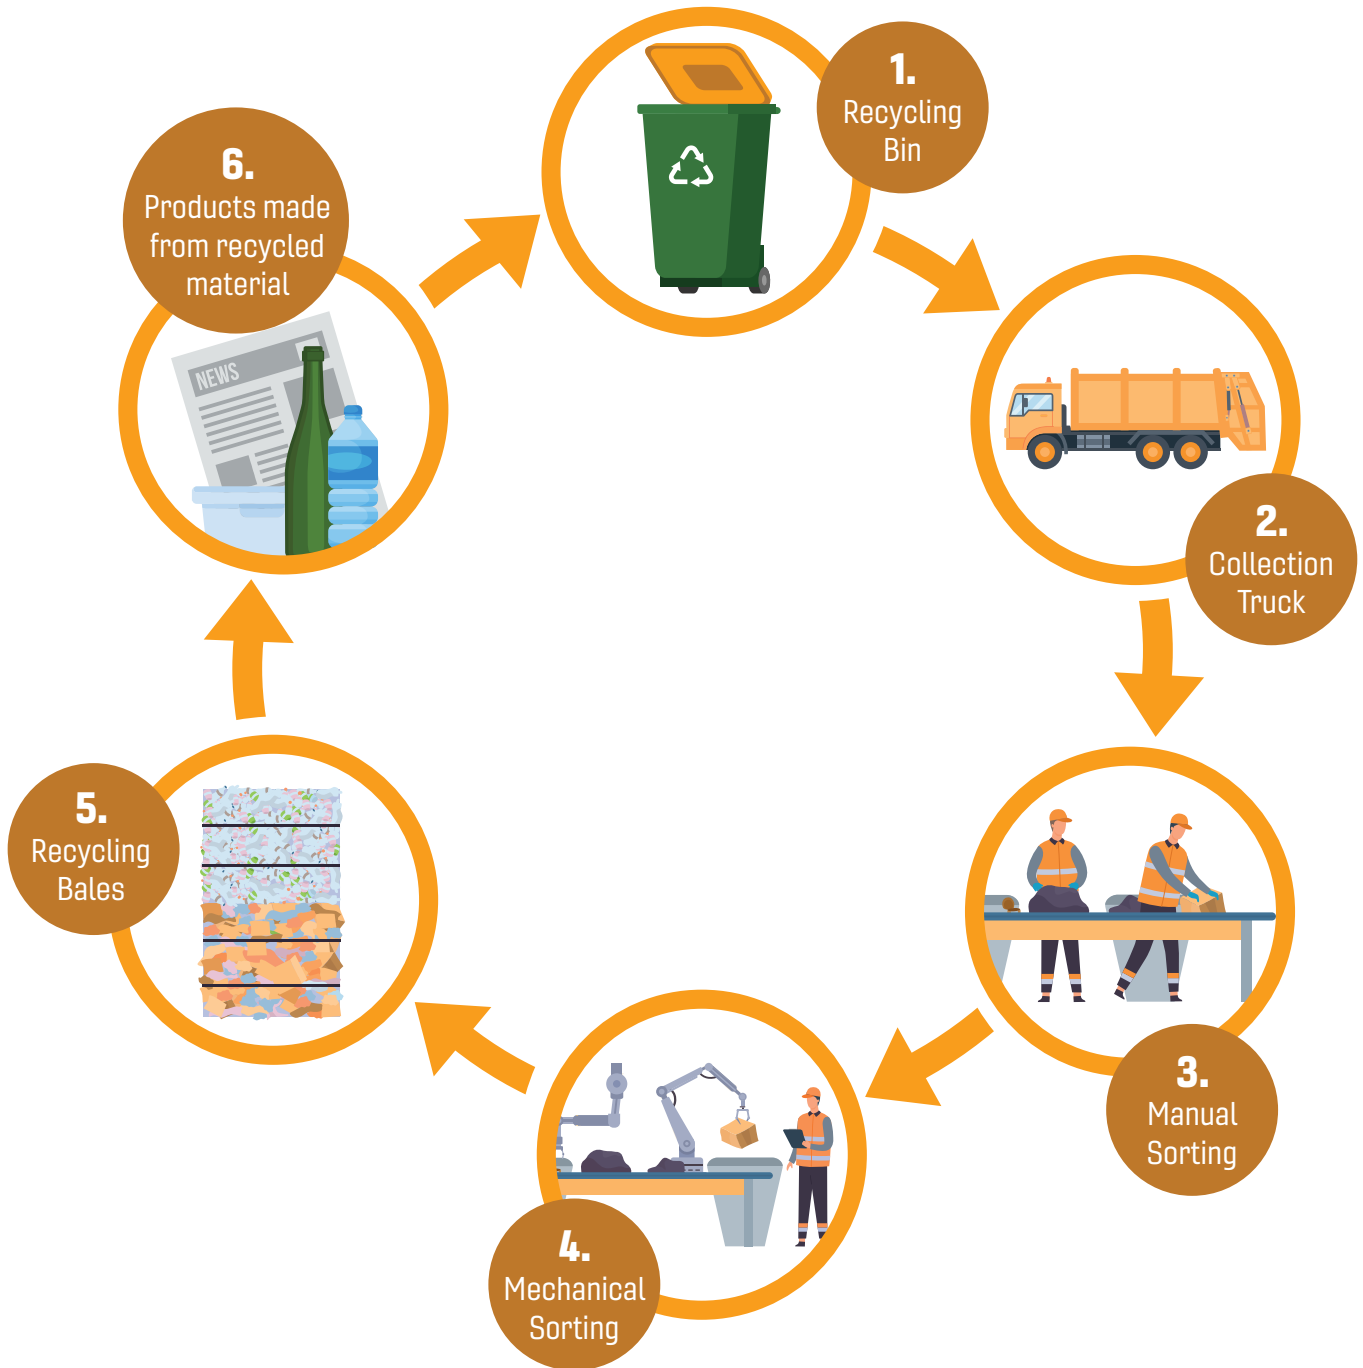 1.
Recycling
Bin
2.
Collection
Truck
3.
Manual
Sorting
4.
Mechanical
Sorting
5.
Recycling
Bales
6.
Products made
from recycled
material
NEWS